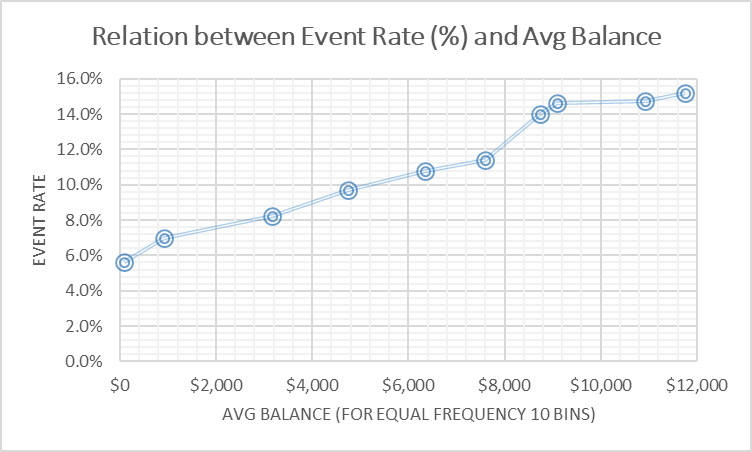 Relation between Event Rate (%) and Avg Balance
16.0%
14.0%
12.0%
10.0%
8.0%
6.0%
4.0%
2.0%
0.0%
EVENT RATE
$0 $2,000 $4,000 $6,000 $8,000 $10,000 $12,000
AVG BALANCE (FOR EQUAL FREQUENCY 10 BINS)